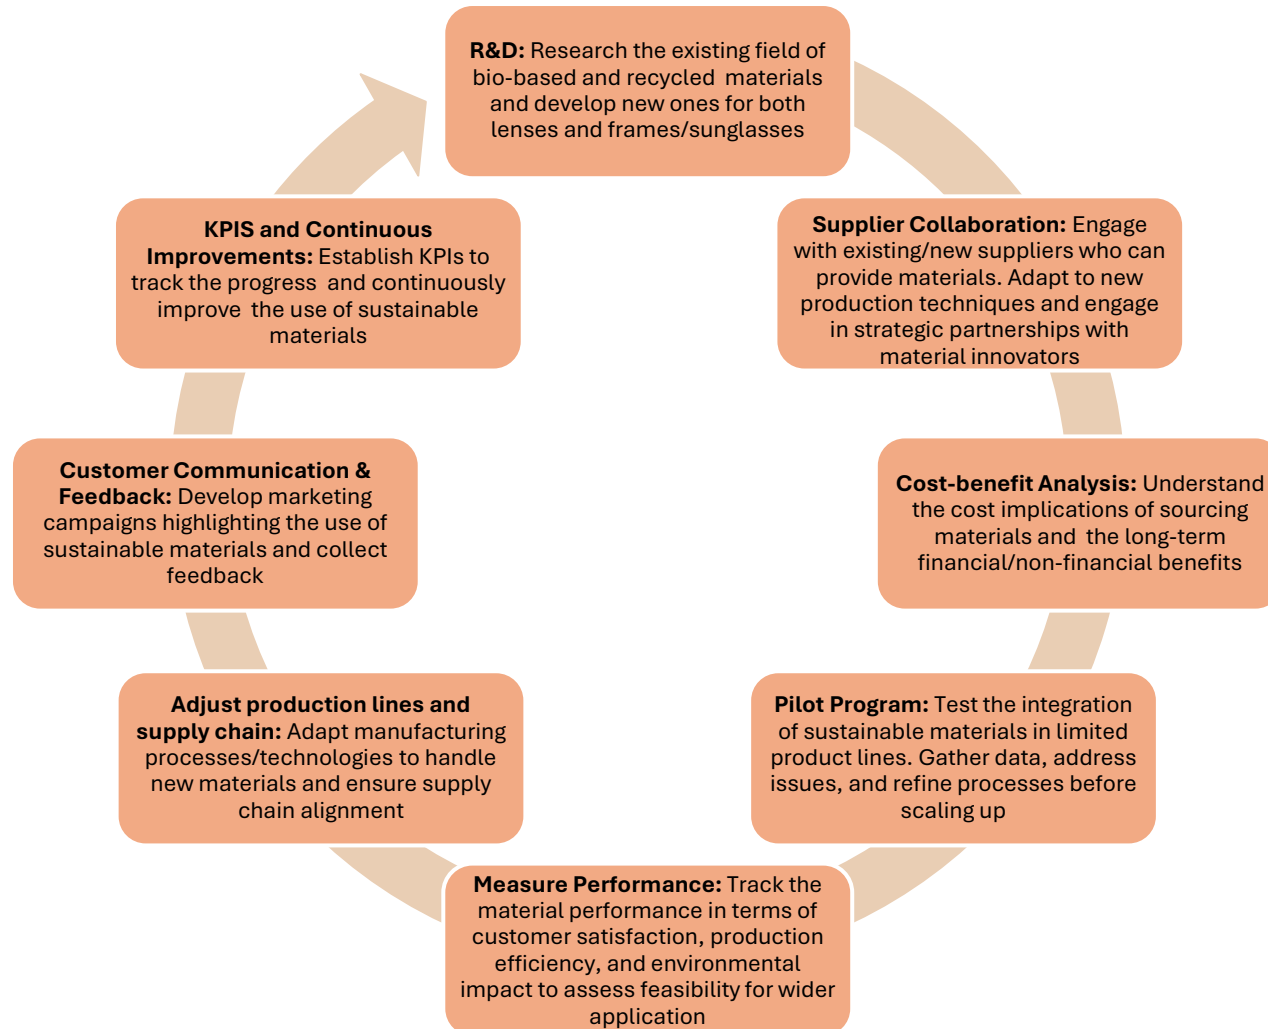 R&D: Research the existing field of
bio-based and recycled materials
and develop new ones for both
lenses and frames/sunglasses
Supplier Collaboration: Engage
with existing/new suppliers who can
provide materials. Adapt to new
production techniques and engage
in strategic partnerships with
material innovators
Cost-benefit Analysis: Understand
the cost implications of sourcing
materials and the long-term
financial/non-financial benefits
Pilot Program: Test the integration
of sustainable materials in limited
product lines. Gather data, address
issues, and refine processes before
scaling up
Measure Performance: Track the
material performance in terms of
customer satisfaction, production
efficiency, and environmental
impact to assess feasibility for wider
application
Adjust production lines and
supply chain: Adapt manufacturing
processes/technologies to handle
new materials and ensure supply
chain alignment
Customer Communication &
Feedback: Develop marketing
campaigns highlighting the use of
sustainable materials and collect
feedback
KPIS and Continuous
Improvements: Establish KPIs to
track the progress and continuously
improve the use of sustainable
materials